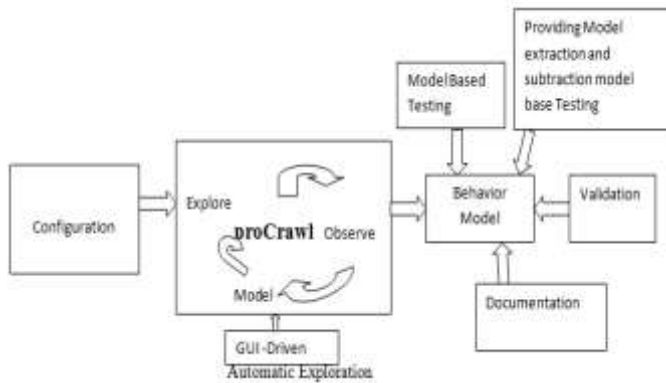 Providing Model
extraction and
subtraction model
base Testing
Model Based
Testing
Configuration
Explore
proCrawl Observe
Model
Behavior
Model
Validation
Documentation
GUI -Driven
Automatic Exploration